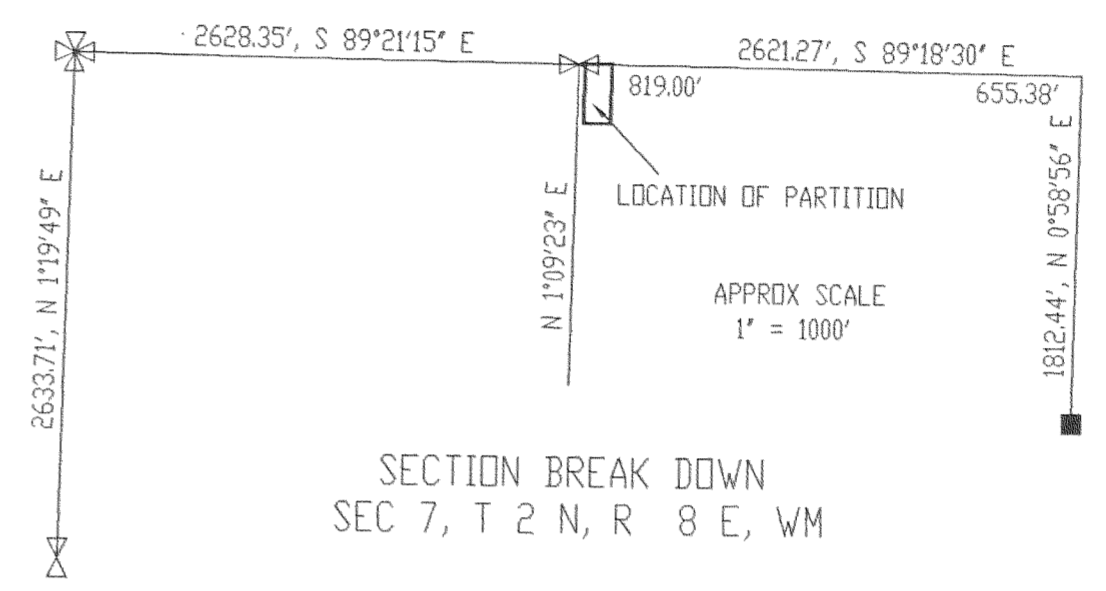 2628.35', S 89°21'15" E
2621.27', S 89°18'30" E
819.00'
655.38'
2633.71', N 1°19'49" E
N 1°09'23" E
1812.44', N 0°58'56" E
LOCATION OF PARTITION
APPROX SCALE
1" = 1000'
SECTION BREAK DOWN
SEC 7, T 2 N, R 8 E, WM